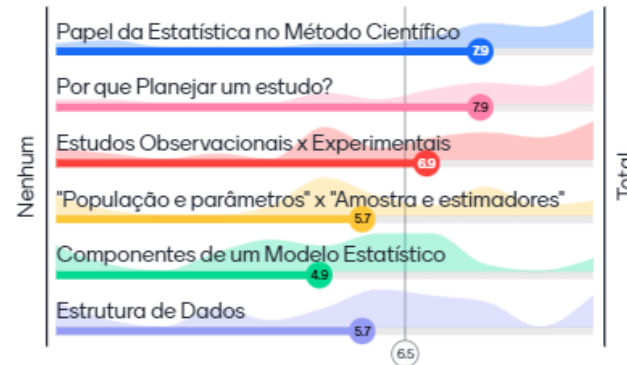 Papel da Estatística no Método Científico
7.9
Por que Planejar um estudo?
7.9
Estudos Observacionais x Experimentais
6.9
"População e parâmetros" x "Amostra e estimadores"
5.7
Componentes de um Modelo Estatístico
4.9
Estrutura de Dados
5.7
6.5
Nenhum
Total